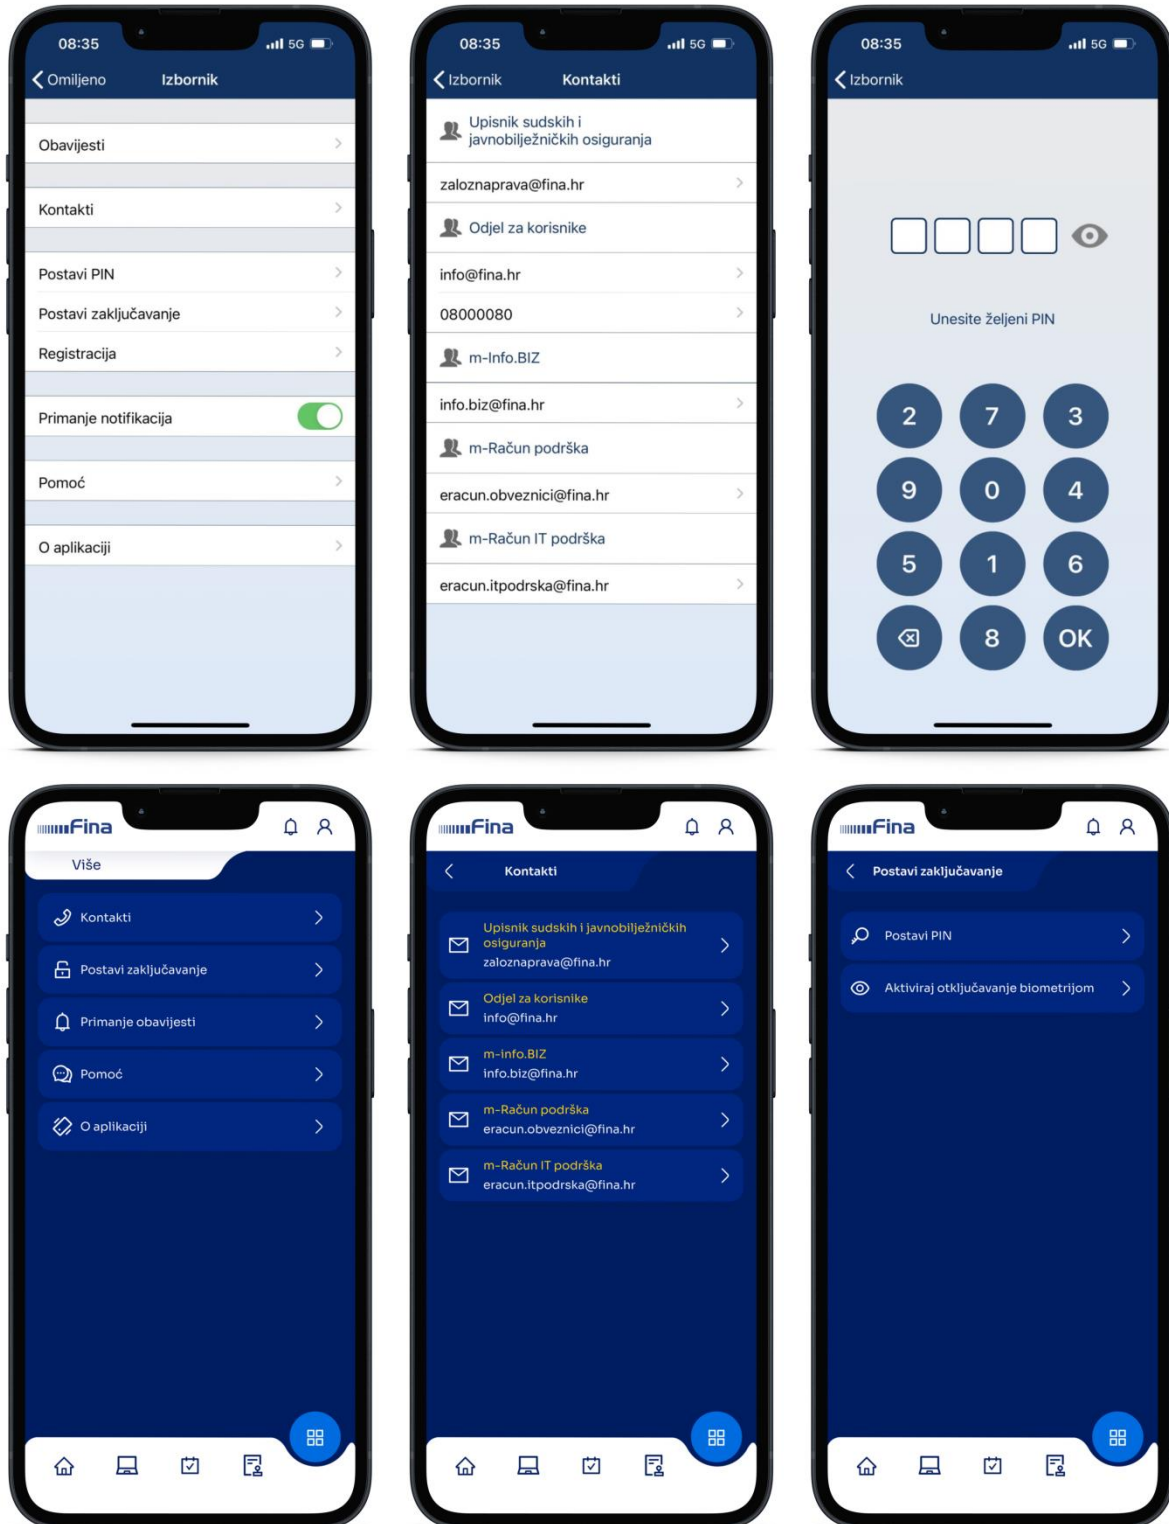 08:35
5G
Omiljeno
Izbornik
Obavijesti
Kontakti
Postavi PIN
Postavi zaključavanje
Registracija
Primanje notifikacija
Pomoć
O aplikaciji
08:35
5G
Izbornik
Kontakti
Upisnik sudskih i
javnobilježničkih osiguranja
zaloznaprava@fina.hr
Odjel za korisnike
info@fina.hr
08000080
m-Info.BIZ
info.biz@fina.hr
m-Račun podrška
eracun.obveznici@fina.hr
m-Račun IT podrška
eracun.itpodrska@fina.hr
08:35
5G
Izbornik
Unesite željeni PIN
2 7 3
9 0 4
5 1 6
8 OK
Fina
Više
Kontakti
Postavi zaključavanje
Primanje obavijesti
Pomoć
O aplikaciji
Fina
Kontakti
Upisnik sudskih i javnobilježničkih
osiguranja
zaloznaprava@fina.hr
Odjel za korisnike
info@fina.hr
m-info.BIZ
info.biz@fina.hr
m-Račun podrška
eracun.obveznici@fina.hr
m-Račun IT podrška
eracun.itpodrska@fina.hr
Fina
Postavi zaključavanje
Postavi PIN
Aktiviraj otključavanje biometrijom